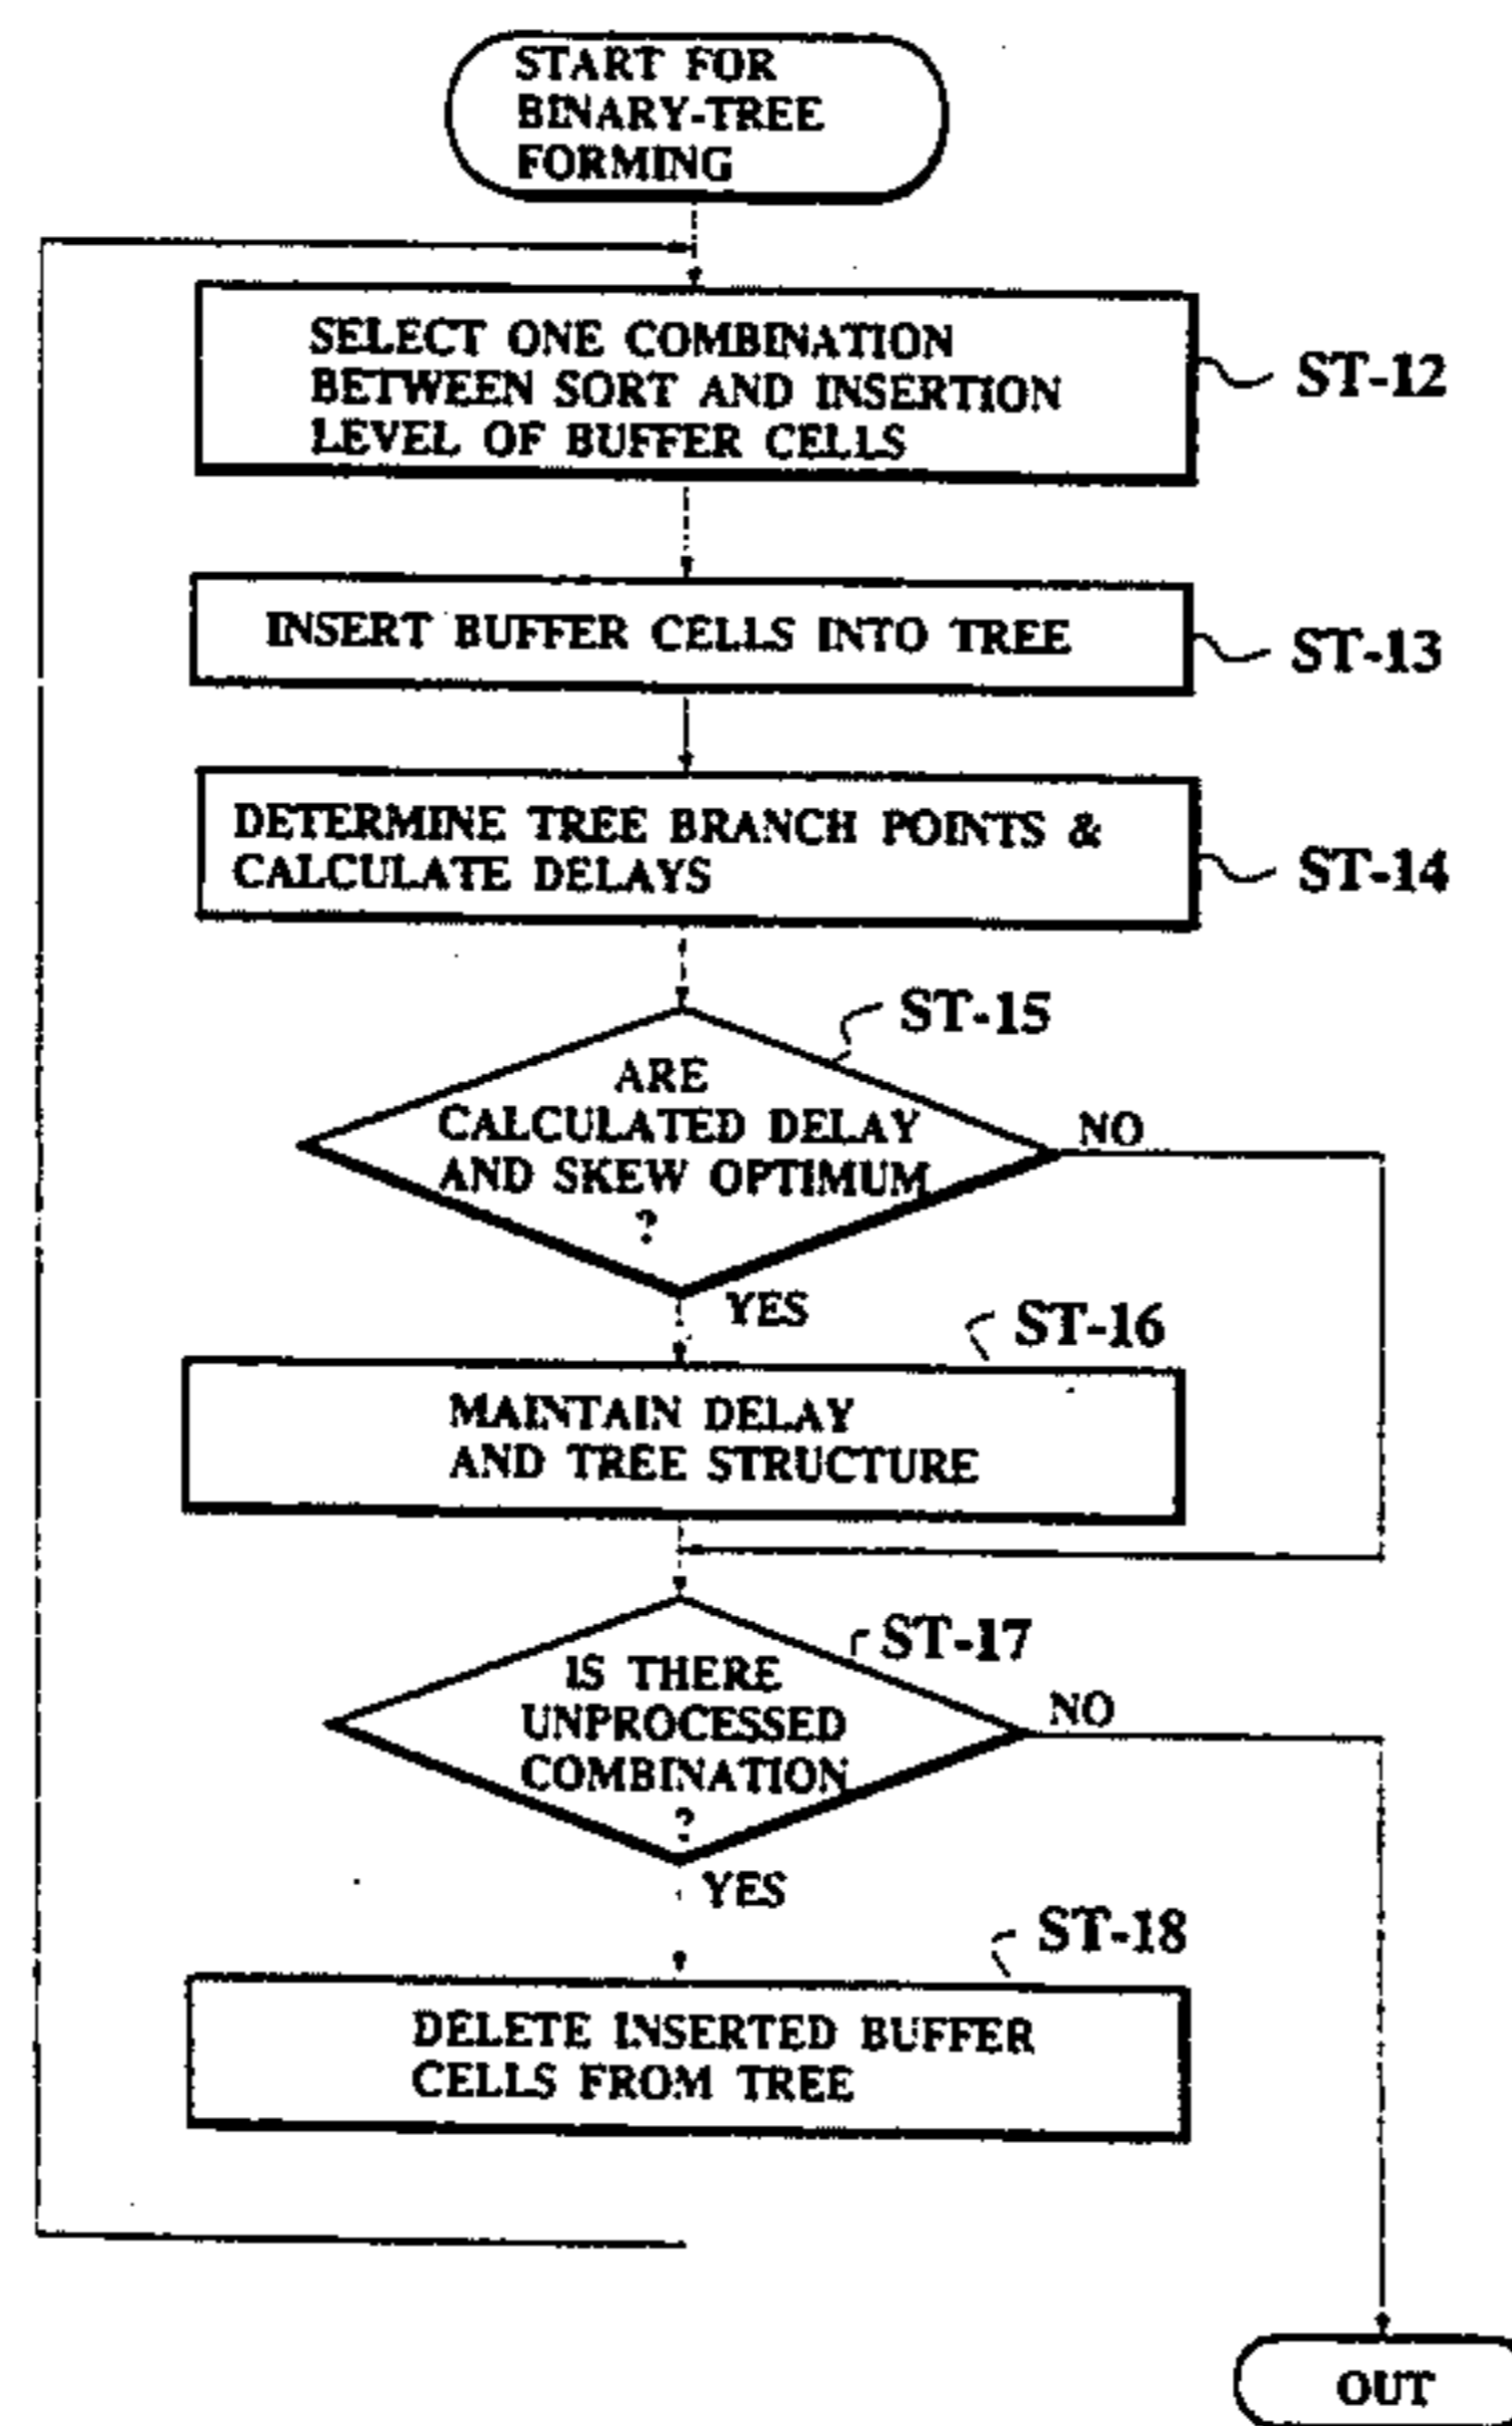 START FOR
BINARY-TREE
FORMING
SELECT ONE COMBINATION
BETWEEN SORT AND INSERTION
LEVEL OF BUFFER CELLS
ST-12
INSERT BUFFER CELLS INTO TREE
ST-13
DETERMINE TREE BRANCH POINTS &
CALCULATE DELAYS
ST-14
ST-15
ARE
CALCULATED DELAY
AND SKEW OPTIMUM
?
NO
YES
ST-16
MAINTAIN DELAY
AND TREE STRUCTURE
ST-17
IS THERE
UNPROCESSED
COMBINATION
?
NO
YES
ST-18
DELETE INSERTED BUFFER
CELLS FROM TREE
OUT